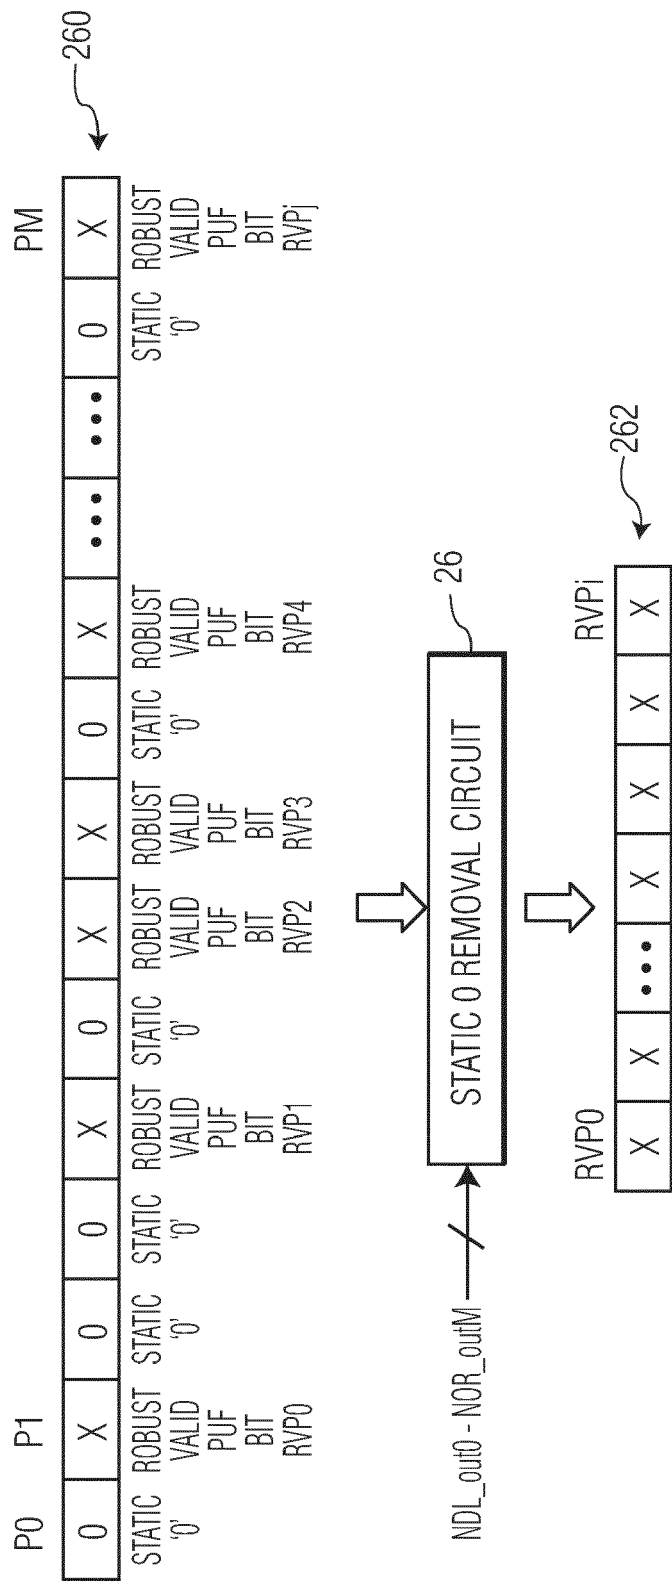 P0 P1 PM
0 X 0 0 X 0 X X 0 X ••• ••• 0 X
260
STATIC
‘0’
ROBUST
VALID
PUF
BIT
RVP0
STATIC
‘0’
STATIC
‘0’
ROBUST
VALID
PUF
BIT
RVP1
STATIC
‘0’
ROBUST
VALID
PUF
BIT
RVP2
ROBUST
VALID
PUF
BIT
RVP3
STATIC
‘0’
ROBUST
VALID
PUF
BIT
RVP4
STATIC
‘0’
ROBUST
VALID
PUF
BIT
RVPj
NDL_out0 - NOR_outM
STATIC 0 REMOVAL CIRCUIT
26
RVP0 RVPi
X X ••• X X X X
262